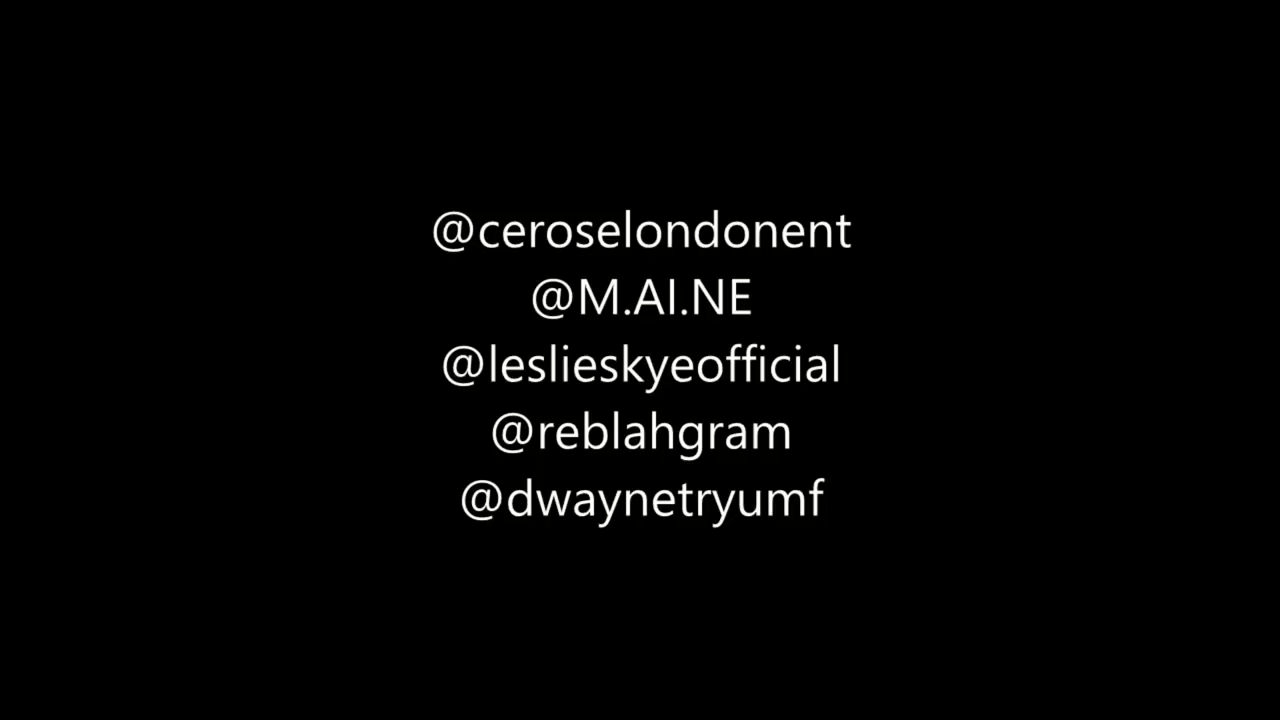 @ceroselondonent
@M.AI.NE
@leslieskyeofficial
@reblahgram
@dwaynetryumf